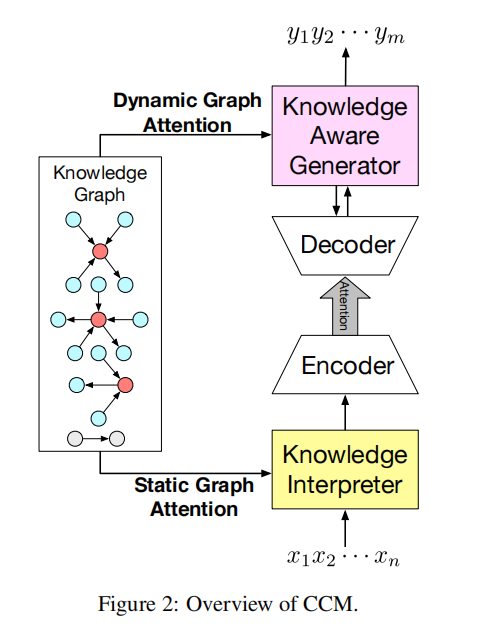 y₁y₂ ⋯ yₘ
Dynamic Graph
Attention
Knowledge
Aware
Generator
Knowledge
Graph
Decoder
Attention
Encoder
Knowledge
Interpreter
Static Graph
Attention
x₁x₂ ⋯ xₙ
Figure 2: Overview of CCM.